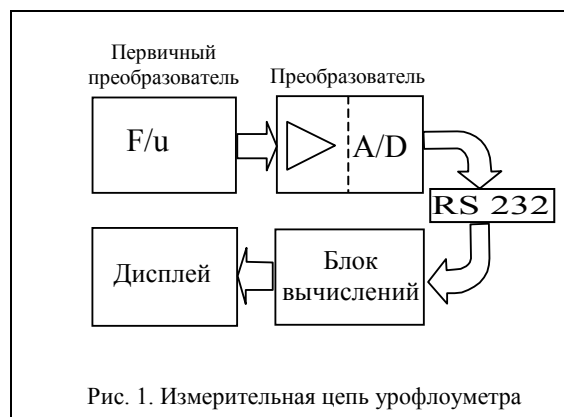 Первичный
преобразователь
Преобразователь
F/u
A/D
RS 232
Дисплей
Блок
вычислений
Рис. 1. Измерительная цепь урофлоуметра